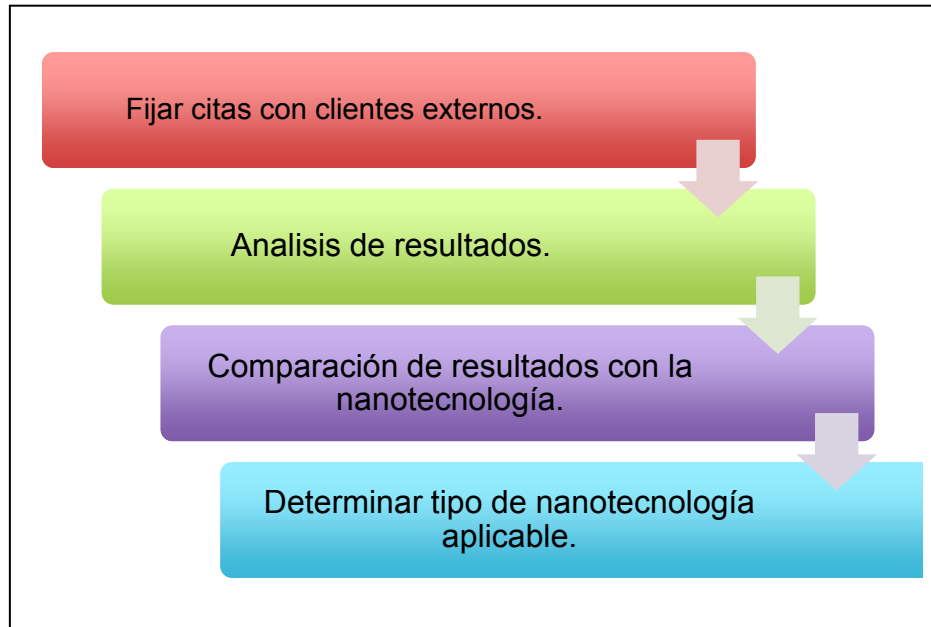 Fijar citas con clientes externos.
Analisis de resultados.
Comparación de resultados con la
nanotecnología.
Determinar tipo de nanotecnología
aplicable.